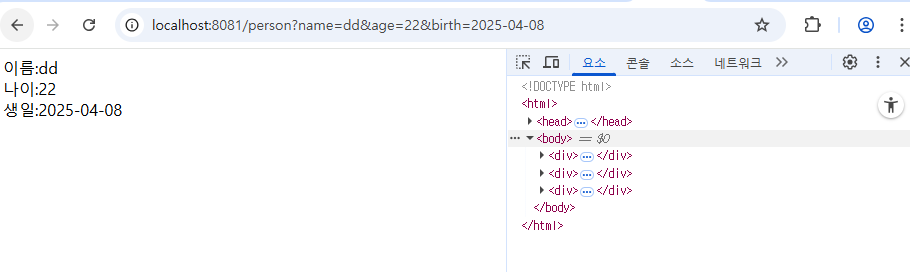 localhost:8081/person?name=dd&age=22&birth=2025-04-08
이름:dd
나이:22
생일:2025-04-08
요소 콘솔 소스 네트워크
<!DOCTYPE html>
<html>
<head> </head>
<body> == $0
<div> </div>
<div> </div>
<div> </div>
</body>
</html>